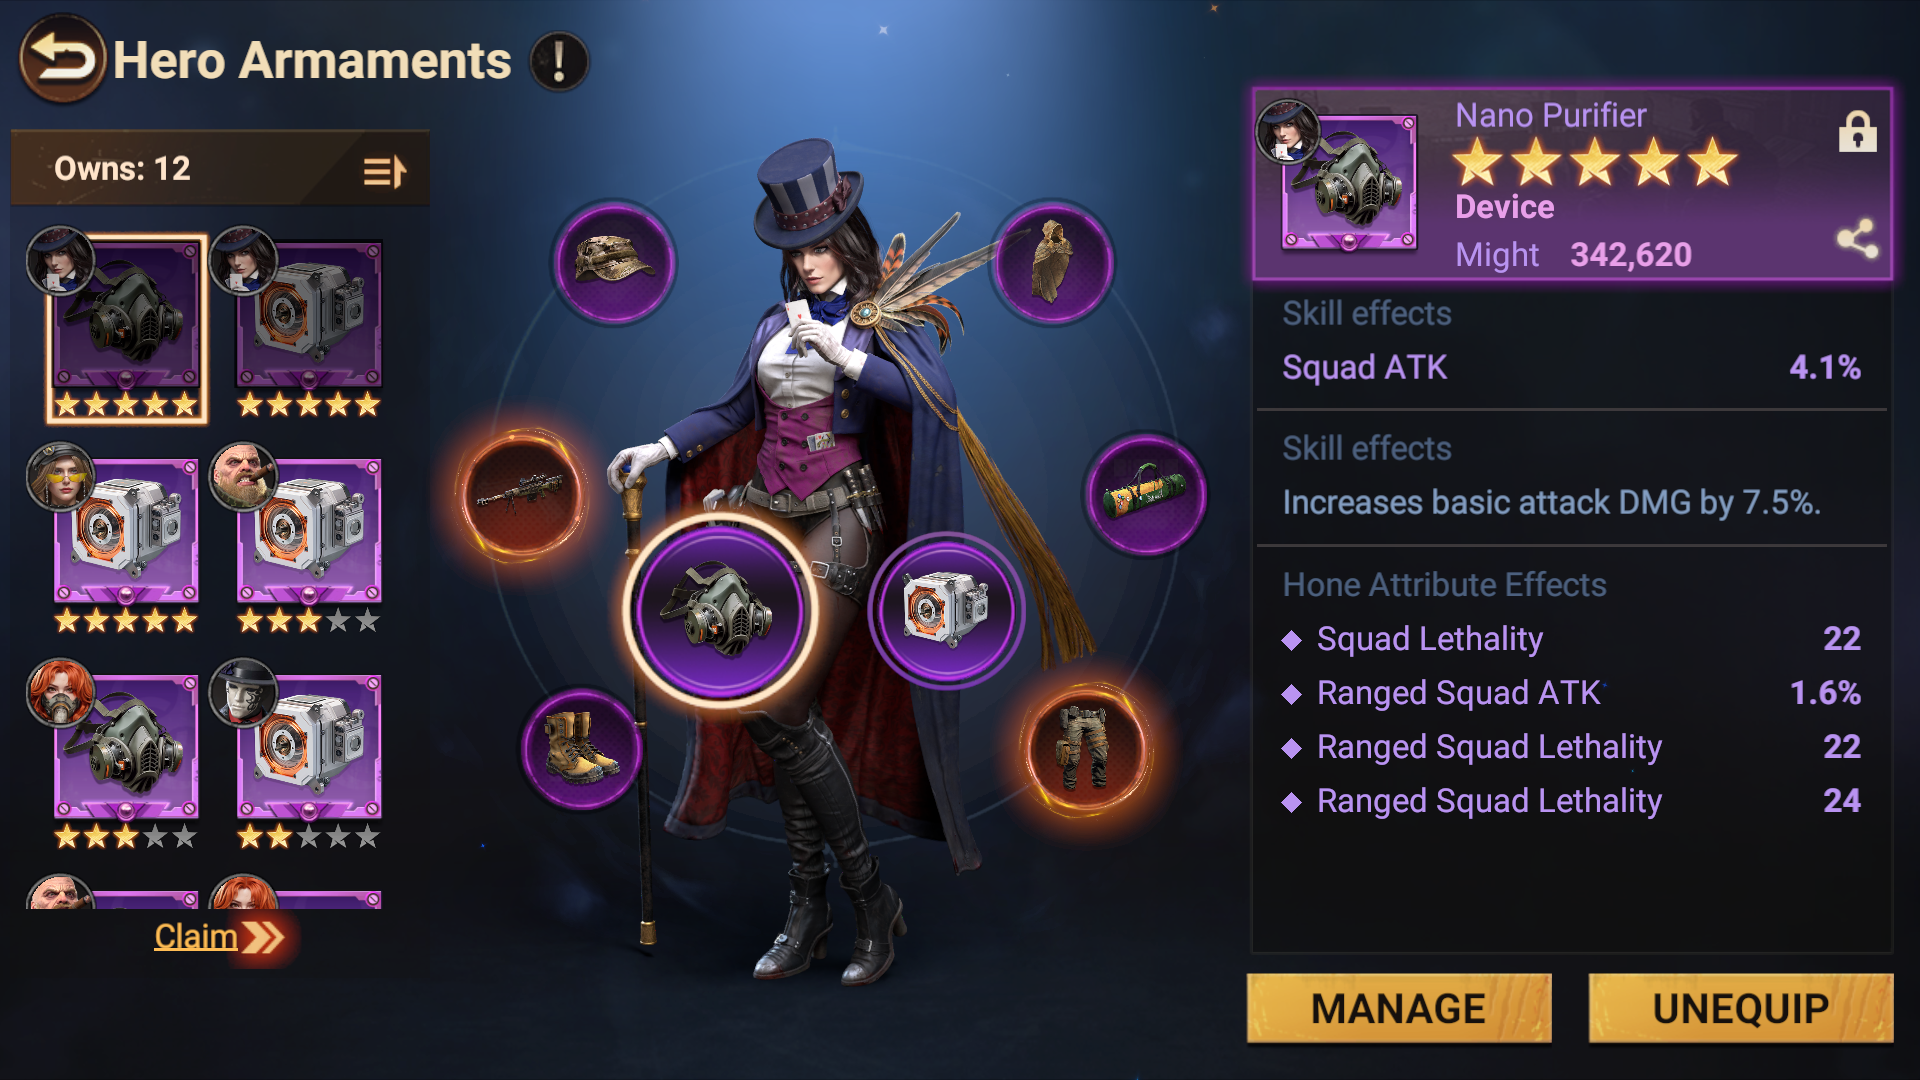 Hero Armaments
Owns: 12
Claim
Nano Purifier
Device
Might 342,620
Skill effects
Squad ATK 4.1%
Skill effects
Increases basic attack DMG by 7.5%.
Hone Attribute Effects
Squad Lethality 22
Ranged Squad ATK 1.6%
Ranged Squad Lethality 22
Ranged Squad Lethality 24
MANAGE
UNEQUIP